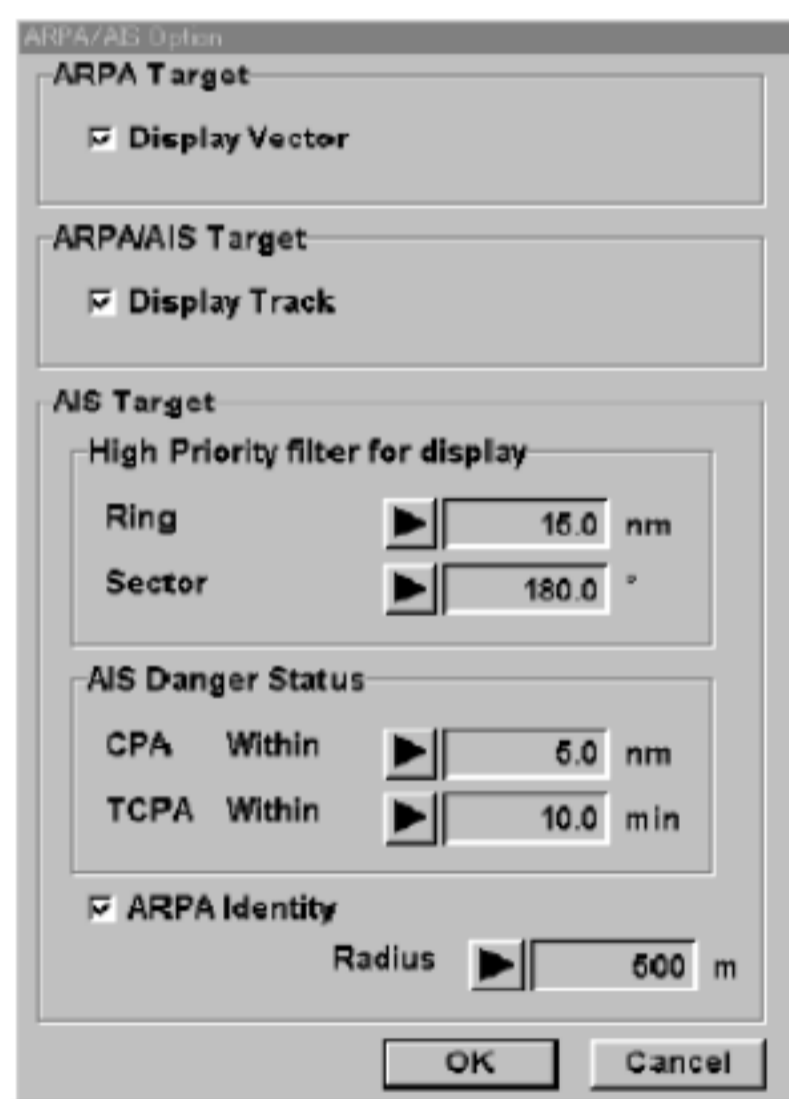 ARPA/AIS Option
ARPA Target
Display Vector
ARPA/AIS Target
Display Track
AIS Target
High Priority filter for display
Ring 15.0 nm
Sector 180.0 °
AIS Danger Status
CPA Within 5.0 nm
TCPA Within 10.0 min
ARPA Identity
Radius 500 m
OK Cancel